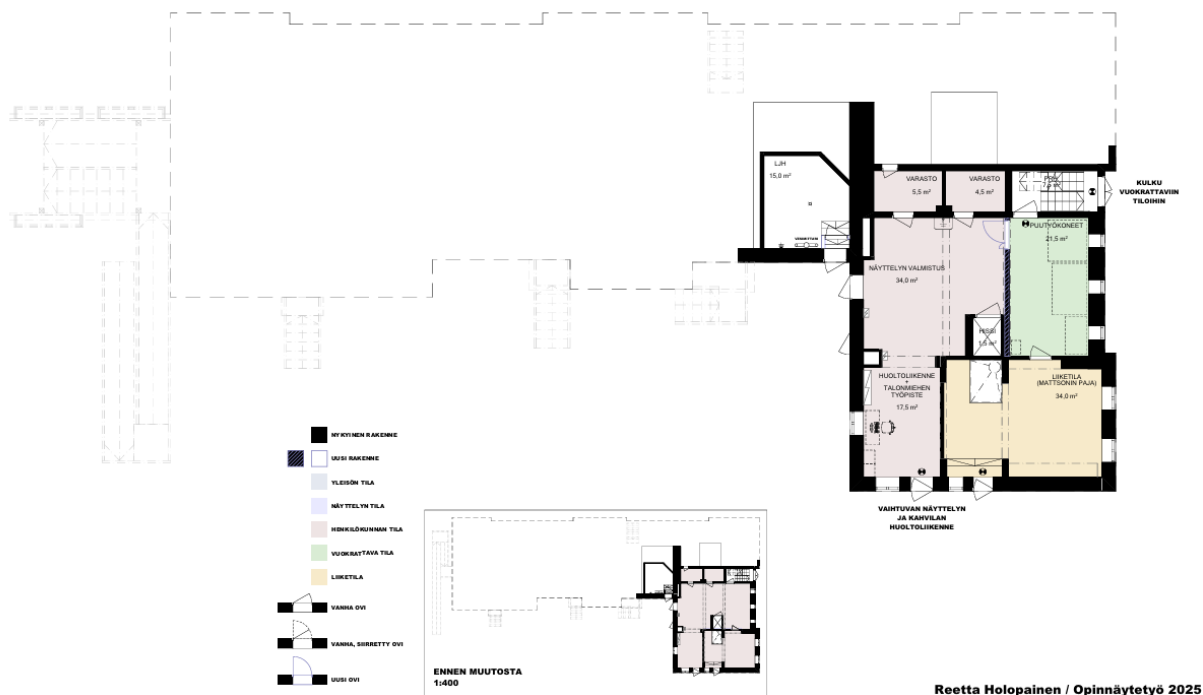 LJH
15,0 m²
VARASTO
5,5 m²
VARASTO
4,5 m²
KULKU
VUOKRATTAVIIN
TILOIHIN
PUUTYÖKONEET
21,5 m²
NÄYTTELYN VALMISTUS
34,0 m²
HISSI
1,5 m²
HUOLTOLIIKENNE
+
TALONMIEHEN
TYÖPISTE
17,5 m²
LIIKETILA
(MATTSONIN PAJA)
34,0 m²
VAIHTUVAN NÄYTTELYN
JA KAHVILAN
HUOLTOLIIKENNE
NYKYINEN RAKENNE
UUSI RAKENNE
YLEISÖN TILA
NÄYTTELYN TILA
HENKILÖKUNNAN TILA
VUOKRATTAVA TILA
LIIKETILA
VANHA OVI
VANHA, SIIRRETTY OVI
UUSI OVI
ENNEN MUUTOSTA
1:400
Reetta Holopainen / Opinnäytetyö 2025